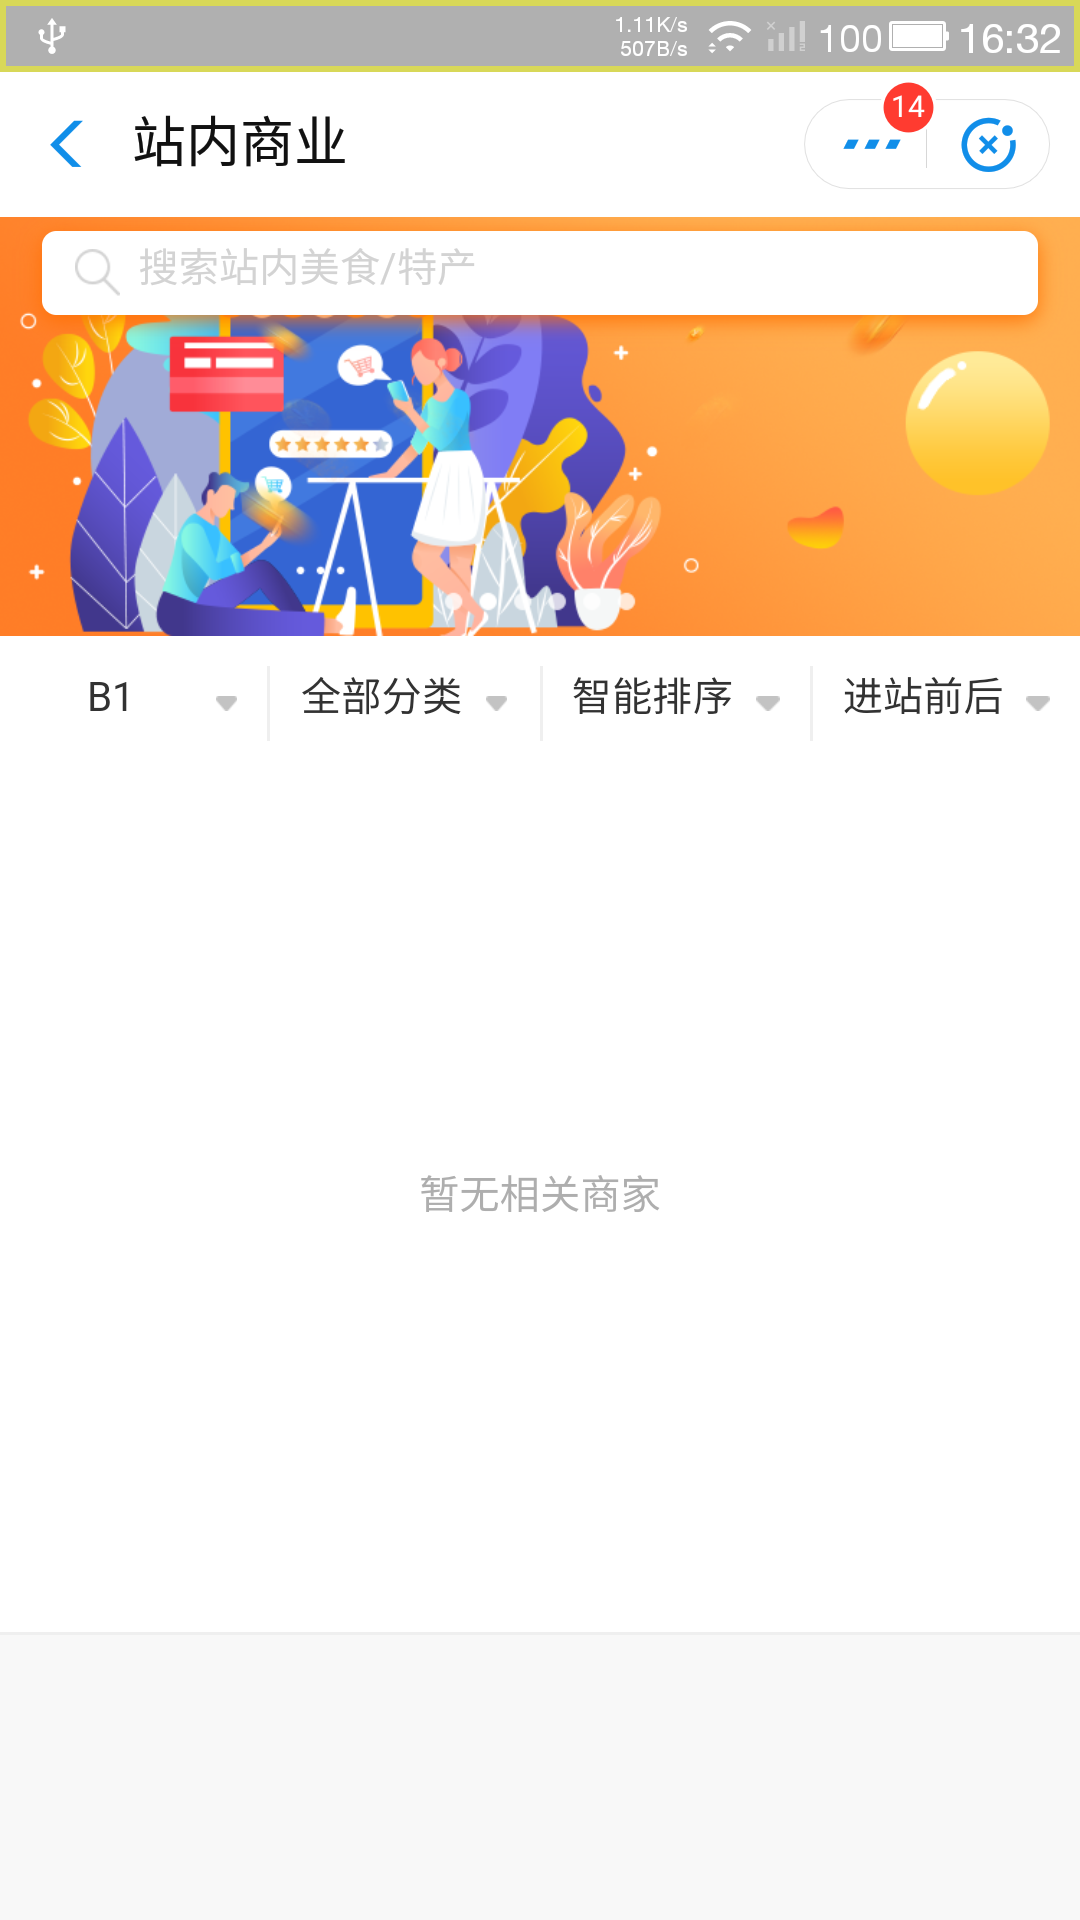 1.11K/s
507B/s
100
16:32
站内商业
14
搜索站内美食/特产
B1
全部分类
智能排序
进站前后
暂无相关商家